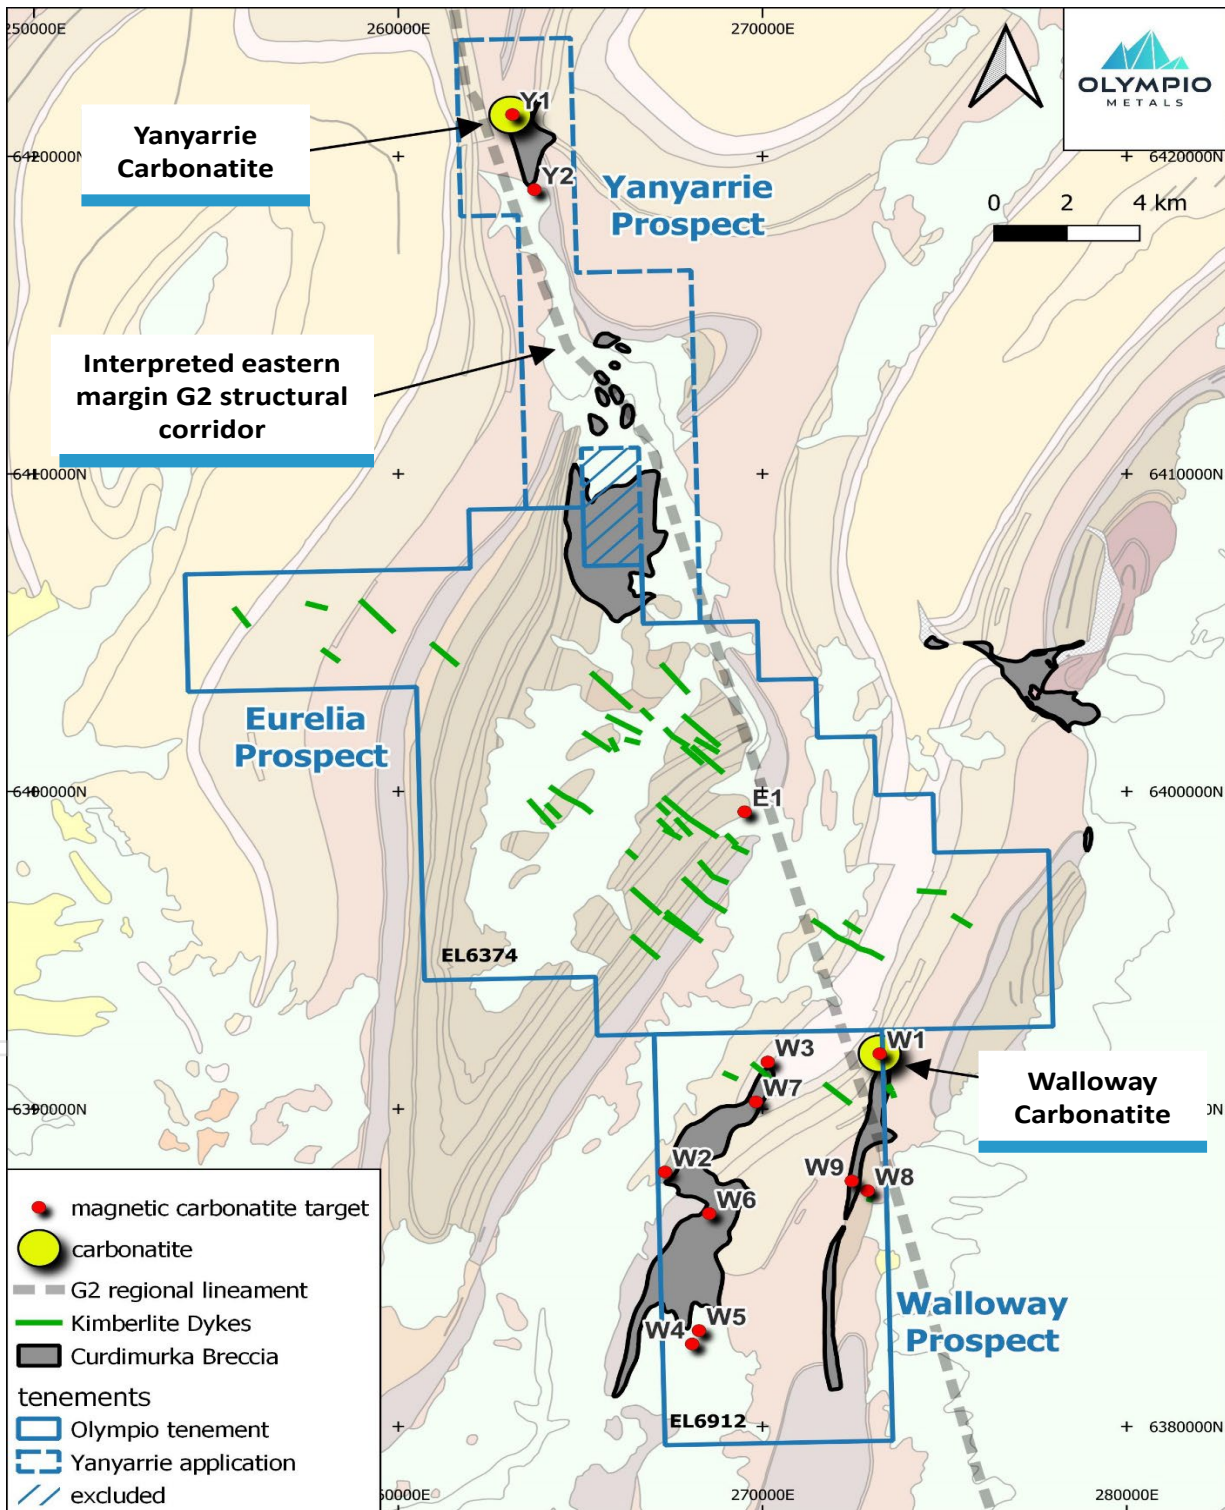 250000E
260000E
270000E
OLYMPIO
METALS
Yanyarrie
Carbonatite
Y1
6420000N
6420000N
Y2
Yanyarrie
Prospect
0 2 4 km
Interpreted eastern
margin G2 structural
corridor
6410000N
6410000N
Eurelia
Prospect
6400000N
E1
6400000N
EL6374
W3
W1
W7
Walloway
Carbonatite
6390000N
0000N
W2
W9
W8
W6
W5
W4
Walloway
Prospect
EL6912
6380000N
magnetic carbonatite target
carbonatite
G2 regional lineament
Kimberlite Dykes
Curdimurka Breccia
tenements
Olympio tenement
Yanyarrie application
excluded
60000E
270000E
280000E